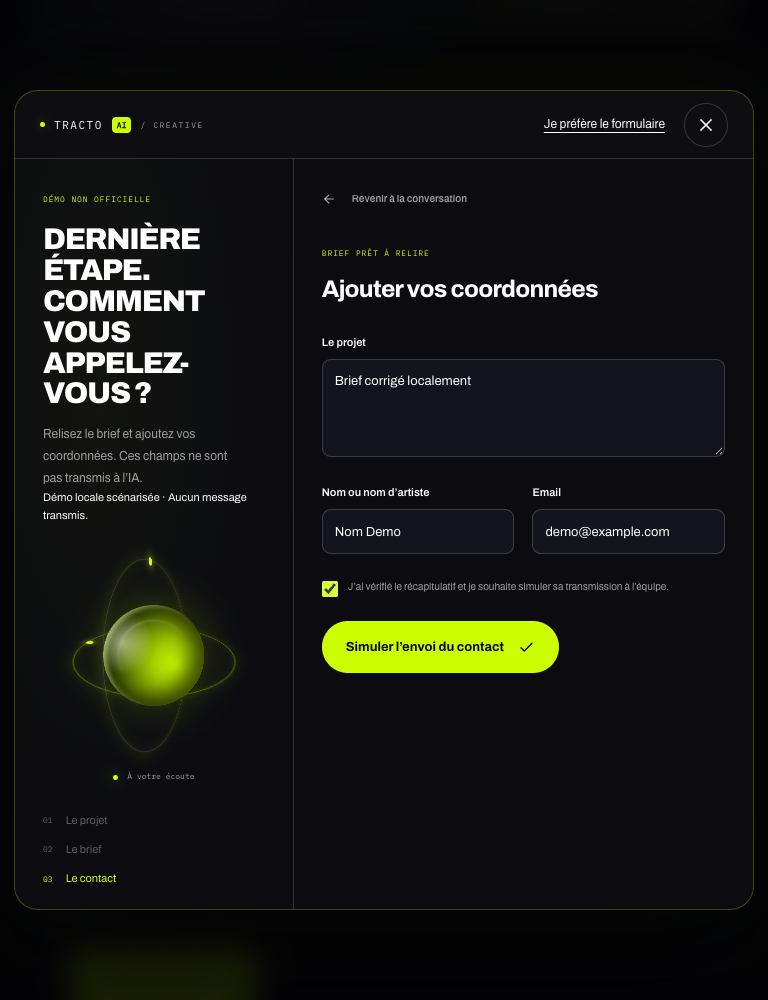 TRACTO AI / CREATIVE
Je préfère le formulaire
DÉMO NON OFFICIELLE
DERNIÈRE
ÉTAPE.
COMMENT
VOUS
APPELEZ-
VOUS ?
Relisez le brief et ajoutez vos
coordonnées. Ces champs ne sont
pas transmis à l’IA.
Démo locale scénarisée · Aucun message
transmis.
À votre écoute
01 Le projet
02 Le brief
03 Le contact
Revenir à la conversation
BRIEF PRÊT À RELIRE
Ajouter vos coordonnées
Le projet
Brief corrigé localement
Nom ou nom d’artiste
Email
Nom Demo
demo@example.com
J’ai vérifié le récapitulatif et je souhaite simuler sa transmission à l’équipe.
Simuler l’envoi du contact